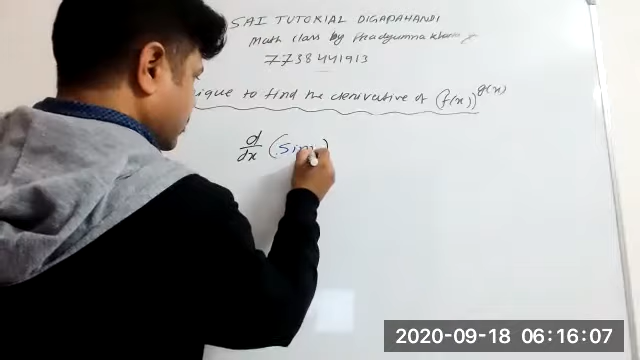 SAI TUTORIAL DIGAPAHANDI
Math class by Pradyumna Kharing
7738441913
ique to find the derivative of (f(x))^g(x)
d/dx (Sin )
2020-09-18 06:16:07